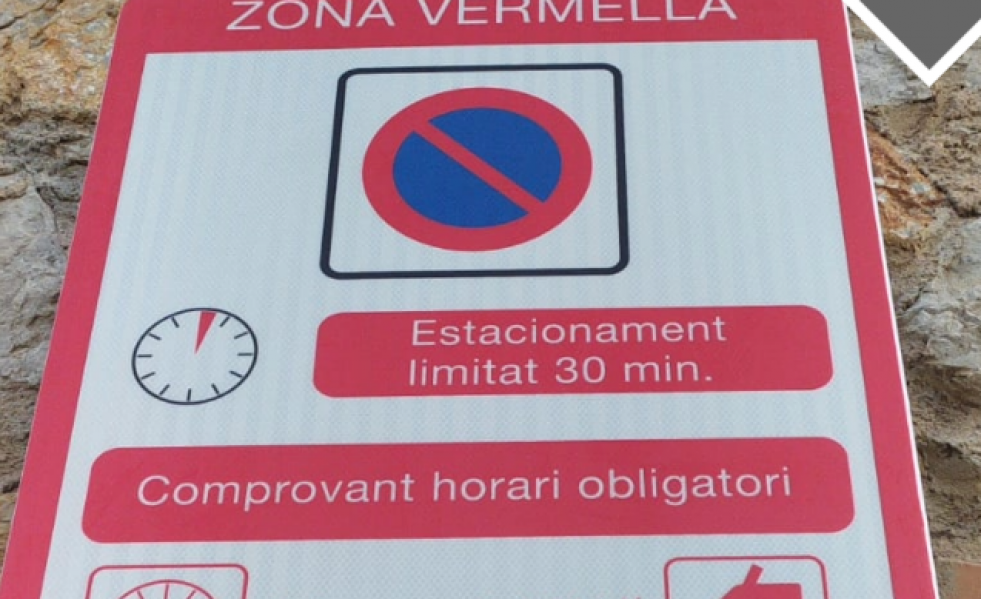 ZONA VERMELLA
Estacionament
limitat 30 min.
Comprovant horari obligatori